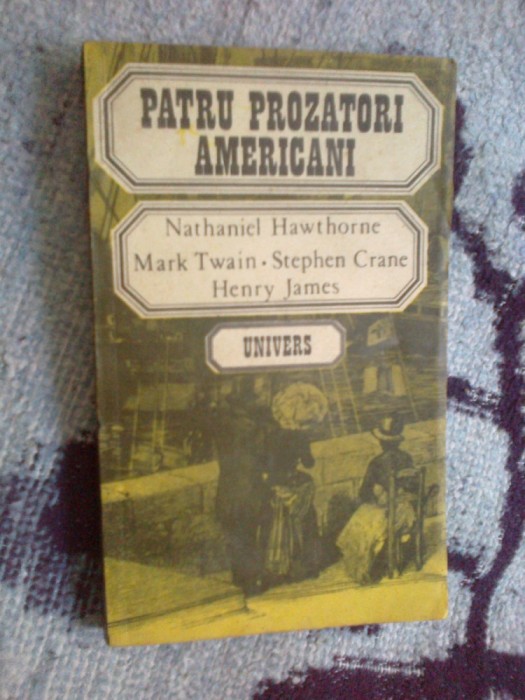 PATRU PROZATORI
AMERICANI
Nathaniel Hawthorne
Mark Twain • Stephen Crane
Henry James
UNIVERS